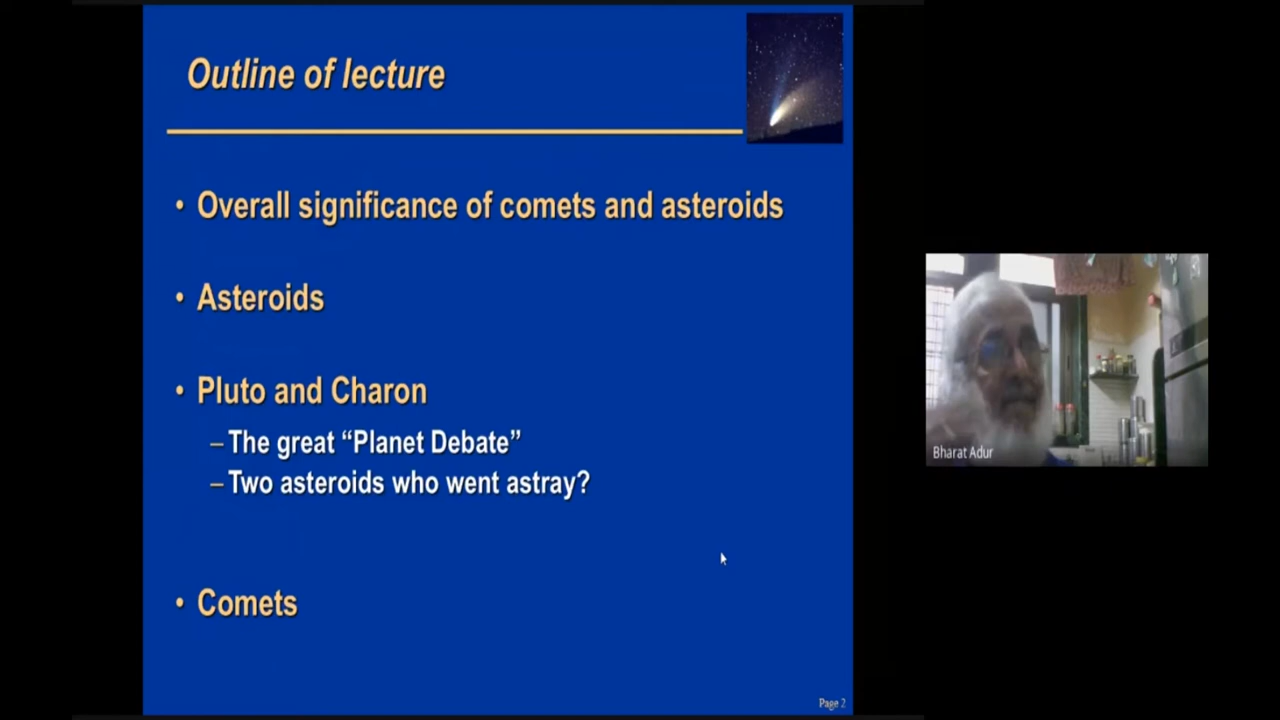 Outline of lecture
• Overall significance of comets and asteroids
• Asteroids
• Pluto and Charon
– The great “Planet Debate”
– Two asteroids who went astray?
• Comets
Page 2
Bharat Adur